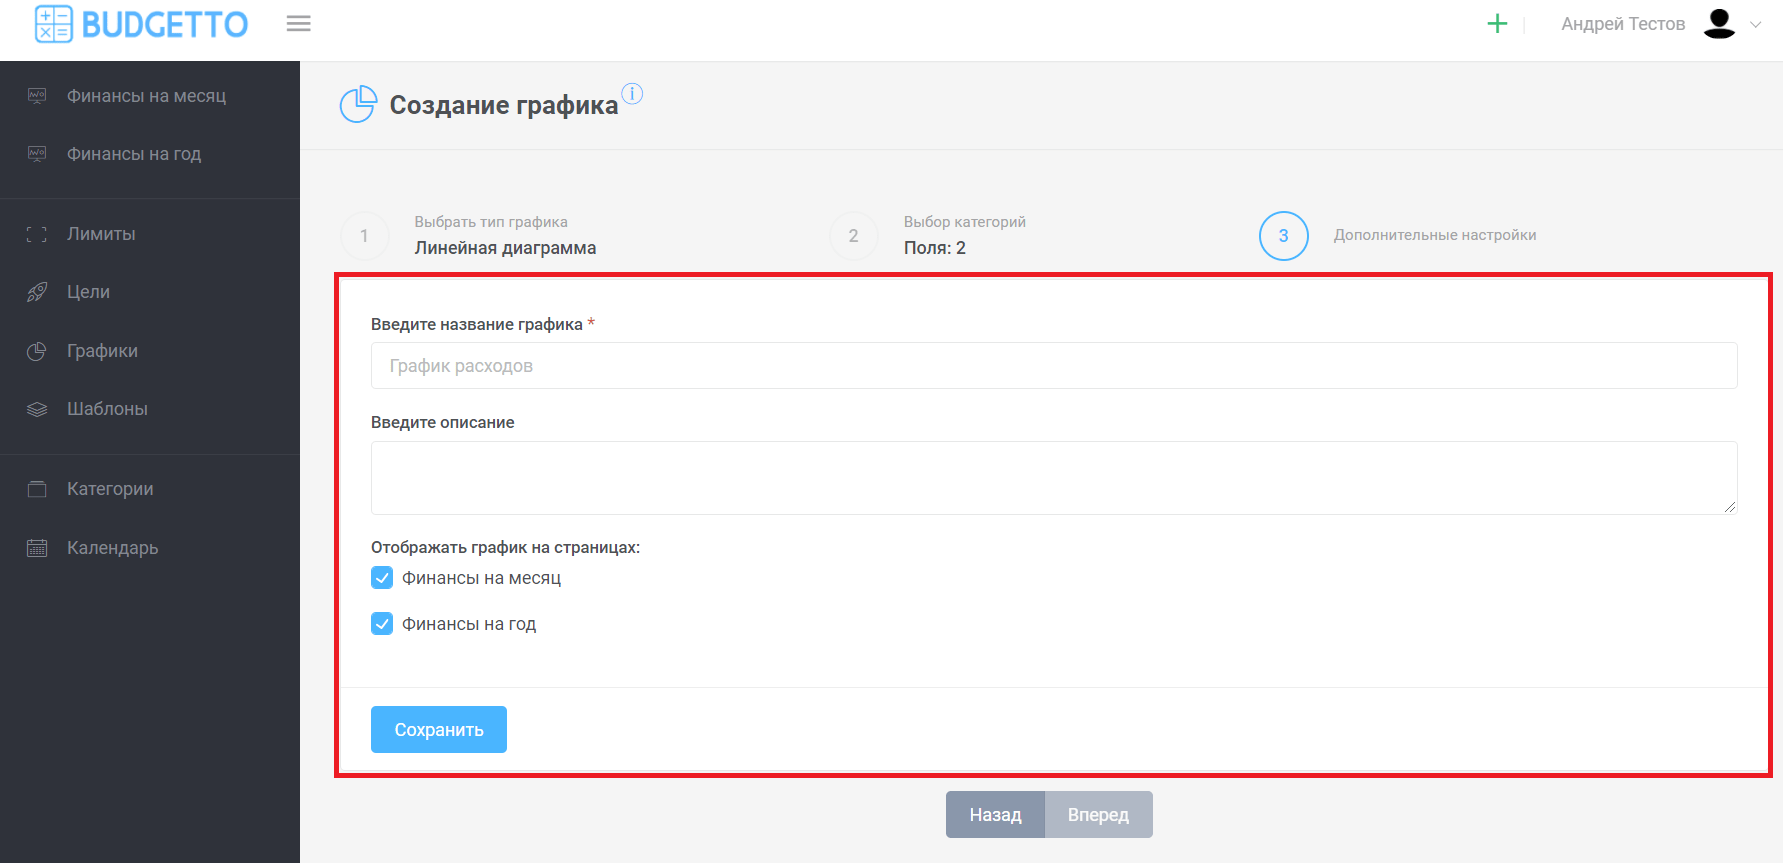 BUDGETTO
Андрей Тестов
Финансы на месяц
Финансы на год
Лимиты
Цели
Графики
Шаблоны
Категории
Календарь
Создание графика
1
Выбрать тип графика
Линейная диаграмма
2
Выбор категорий
Поля: 2
3
Дополнительные настройки
Введите название графика *
График расходов
Введите описание
Отображать график на страницах:
Финансы на месяц
Финансы на год
Сохранить
Назад Вперед